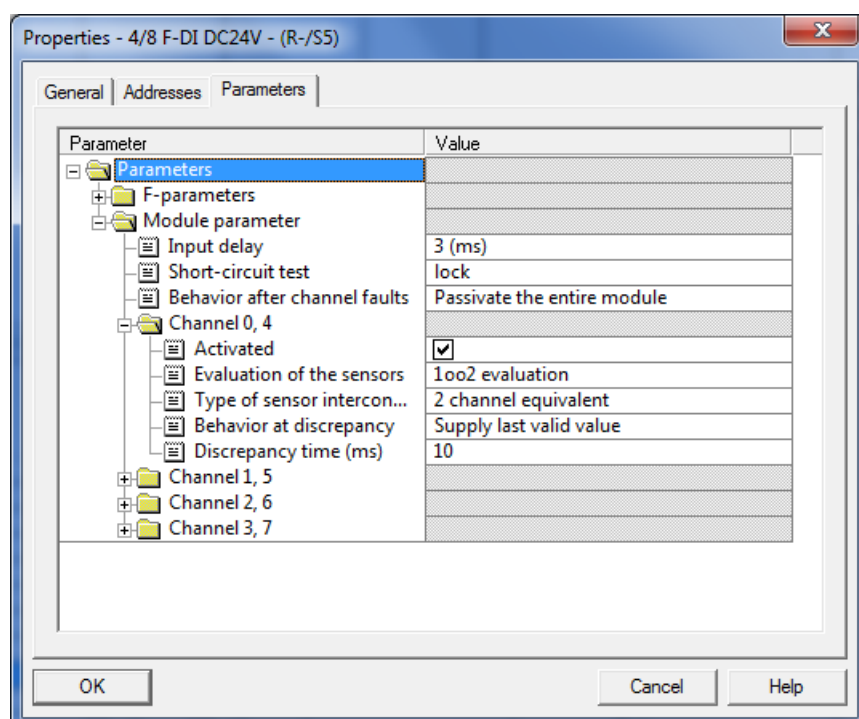 Properties - 4/8 F-DI DC24V - (R-/S5)
General Addresses Parameters
Parameter Value
Parameters
F-parameters
Module parameter
Input delay 3 (ms)
Short-circuit test lock
Behavior after channel faults Passivate the entire module
Channel 0, 4
Activated
Evaluation of the sensors 1oo2 evaluation
Type of sensor intercon... 2 channel equivalent
Behavior at discrepancy Supply last valid value
Discrepancy time (ms) 10
Channel 1, 5
Channel 2, 6
Channel 3, 7
OK Cancel Help